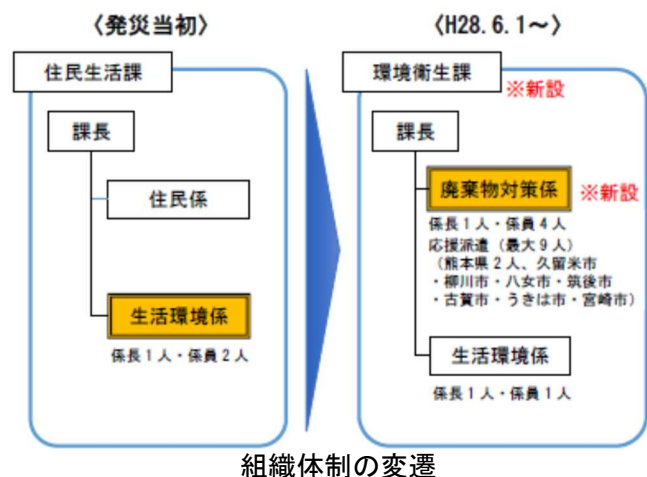 〈発災当初〉
住民生活課
課長
住民係
生活環境係
係長1人・係員2人
〈H28.6.1～〉
環境衛生課
※新設
課長
廃棄物対策係
※新設
係長1人・係員4人
応援派遣（最大9人）
（熊本県2人、久留米市
・柳川市・八女市・筑後市
・古賀市・うきは市・宮崎市）
生活環境係
係長1人・係員1人
組織体制の変遷